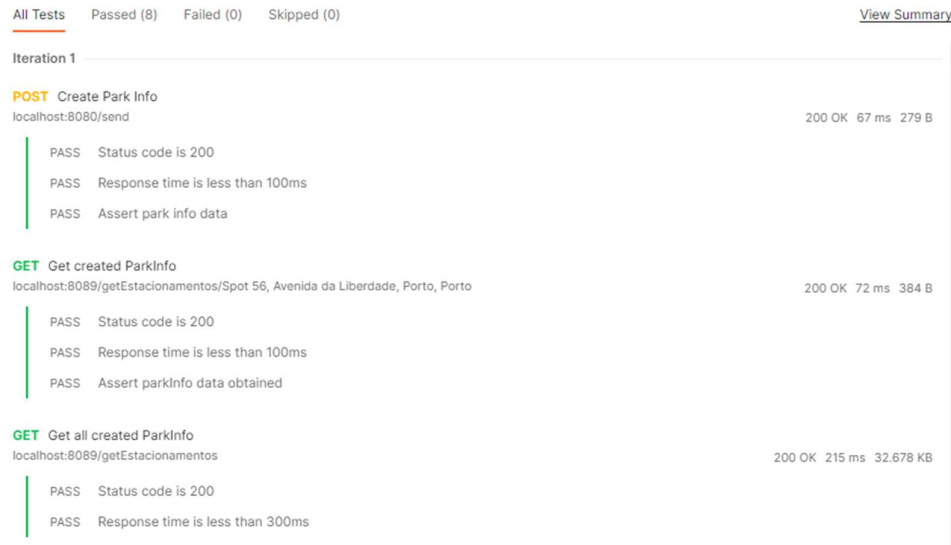 All Tests Passed (8) Failed (0) Skipped (0) View Summary
Iteration 1
POST Create Park Info
localhost:8080/send 200 OK 67 ms 279 B
PASS Status code is 200
PASS Response time is less than 100ms
PASS Assert park info data
GET Get created ParkInfo
localhost:8089/getEstacionamentos/Spot 56, Avenida da Liberdade, Porto, Porto 200 OK 72 ms 384 B
PASS Status code is 200
PASS Response time is less than 100ms
PASS Assert parkInfo data obtained
GET Get all created ParkInfo
localhost:8089/getEstacionamentos 200 OK 215 ms 32.678 KB
PASS Status code is 200
PASS Response time is less than 300ms